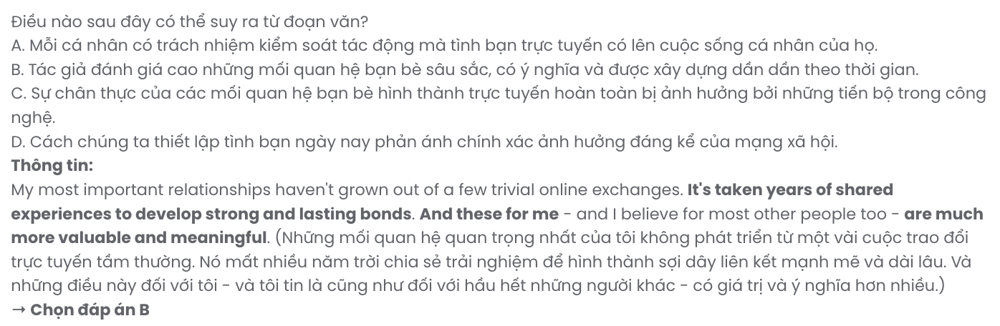 Điều nào sau đây có thể suy ra từ đoạn văn?
A. Mỗi cá nhân có trách nhiệm kiểm soát tác động mà tình bạn trực tuyến có lên cuộc sống cá nhân của họ.
B. Tác giả đánh giá cao những mối quan hệ bạn bè sâu sắc, có ý nghĩa và được xây dựng dần dần theo thời gian.
C. Sự chân thực của các mối quan hệ bạn bè hình thành trực tuyến hoàn toàn bị ảnh hưởng bởi những tiến bộ trong công
nghệ.
D. Cách chúng ta thiết lập tình bạn ngày nay phản ánh chính xác ảnh hưởng đáng kể của mạng xã hội.
Thông tin:
My most important relationships haven't grown out of a few trivial online exchanges. It's taken years of shared
experiences to develop strong and lasting bonds. And these for me - and I believe for most other people too - are much
more valuable and meaningful. (Những mối quan hệ quan trọng nhất của tôi không phát triển từ một vài cuộc trao đổi
trực tuyến tầm thường. Nó mất nhiều năm trời chia sẻ trải nghiệm để hình thành sợi dây liên kết mạnh mẽ và dài lâu. Và
những điều này đối với tôi - và tôi tin là cũng như đối với hầu hết những người khác - có giá trị và ý nghĩa hơn nhiều.)
→ Chọn đáp án B